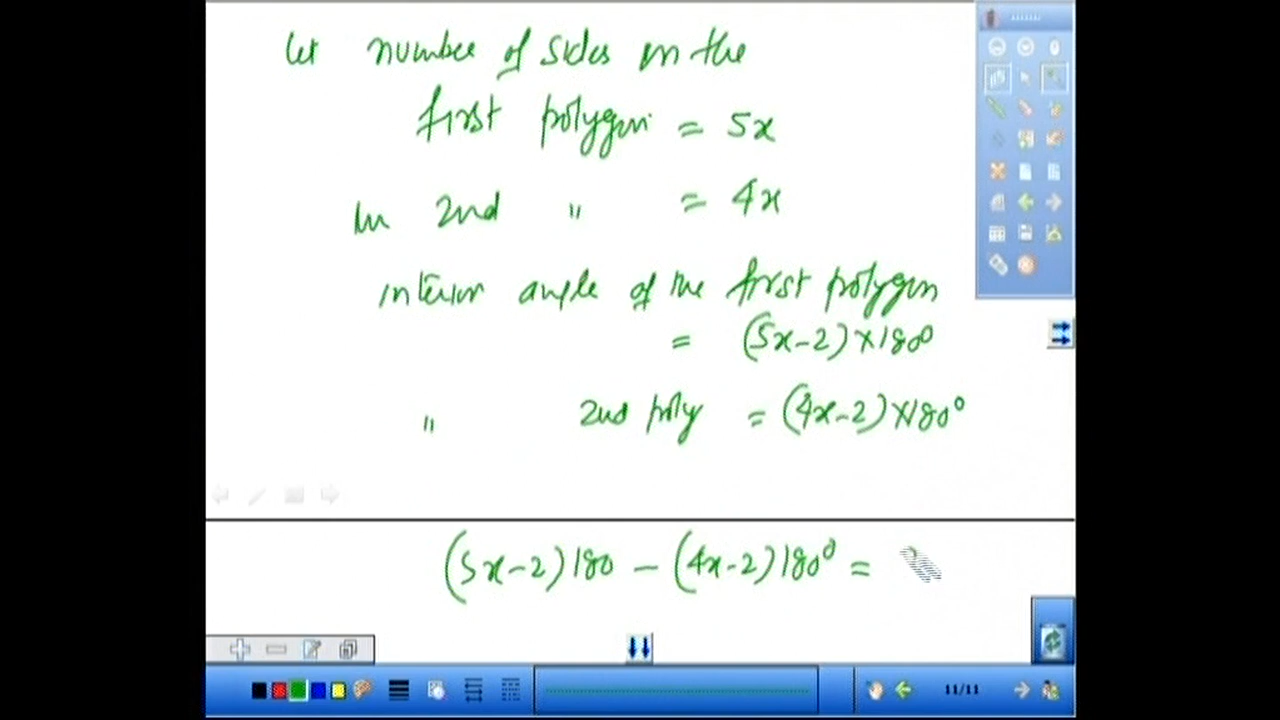 let number of sides in the
first polygon = 5x
In 2nd " = 4x
interior angle of the first polygon
= (5x-2)×180°
" 2nd poly = (4x-2)×180°
(5x-2)180 - (4x-2)180° =
11/11